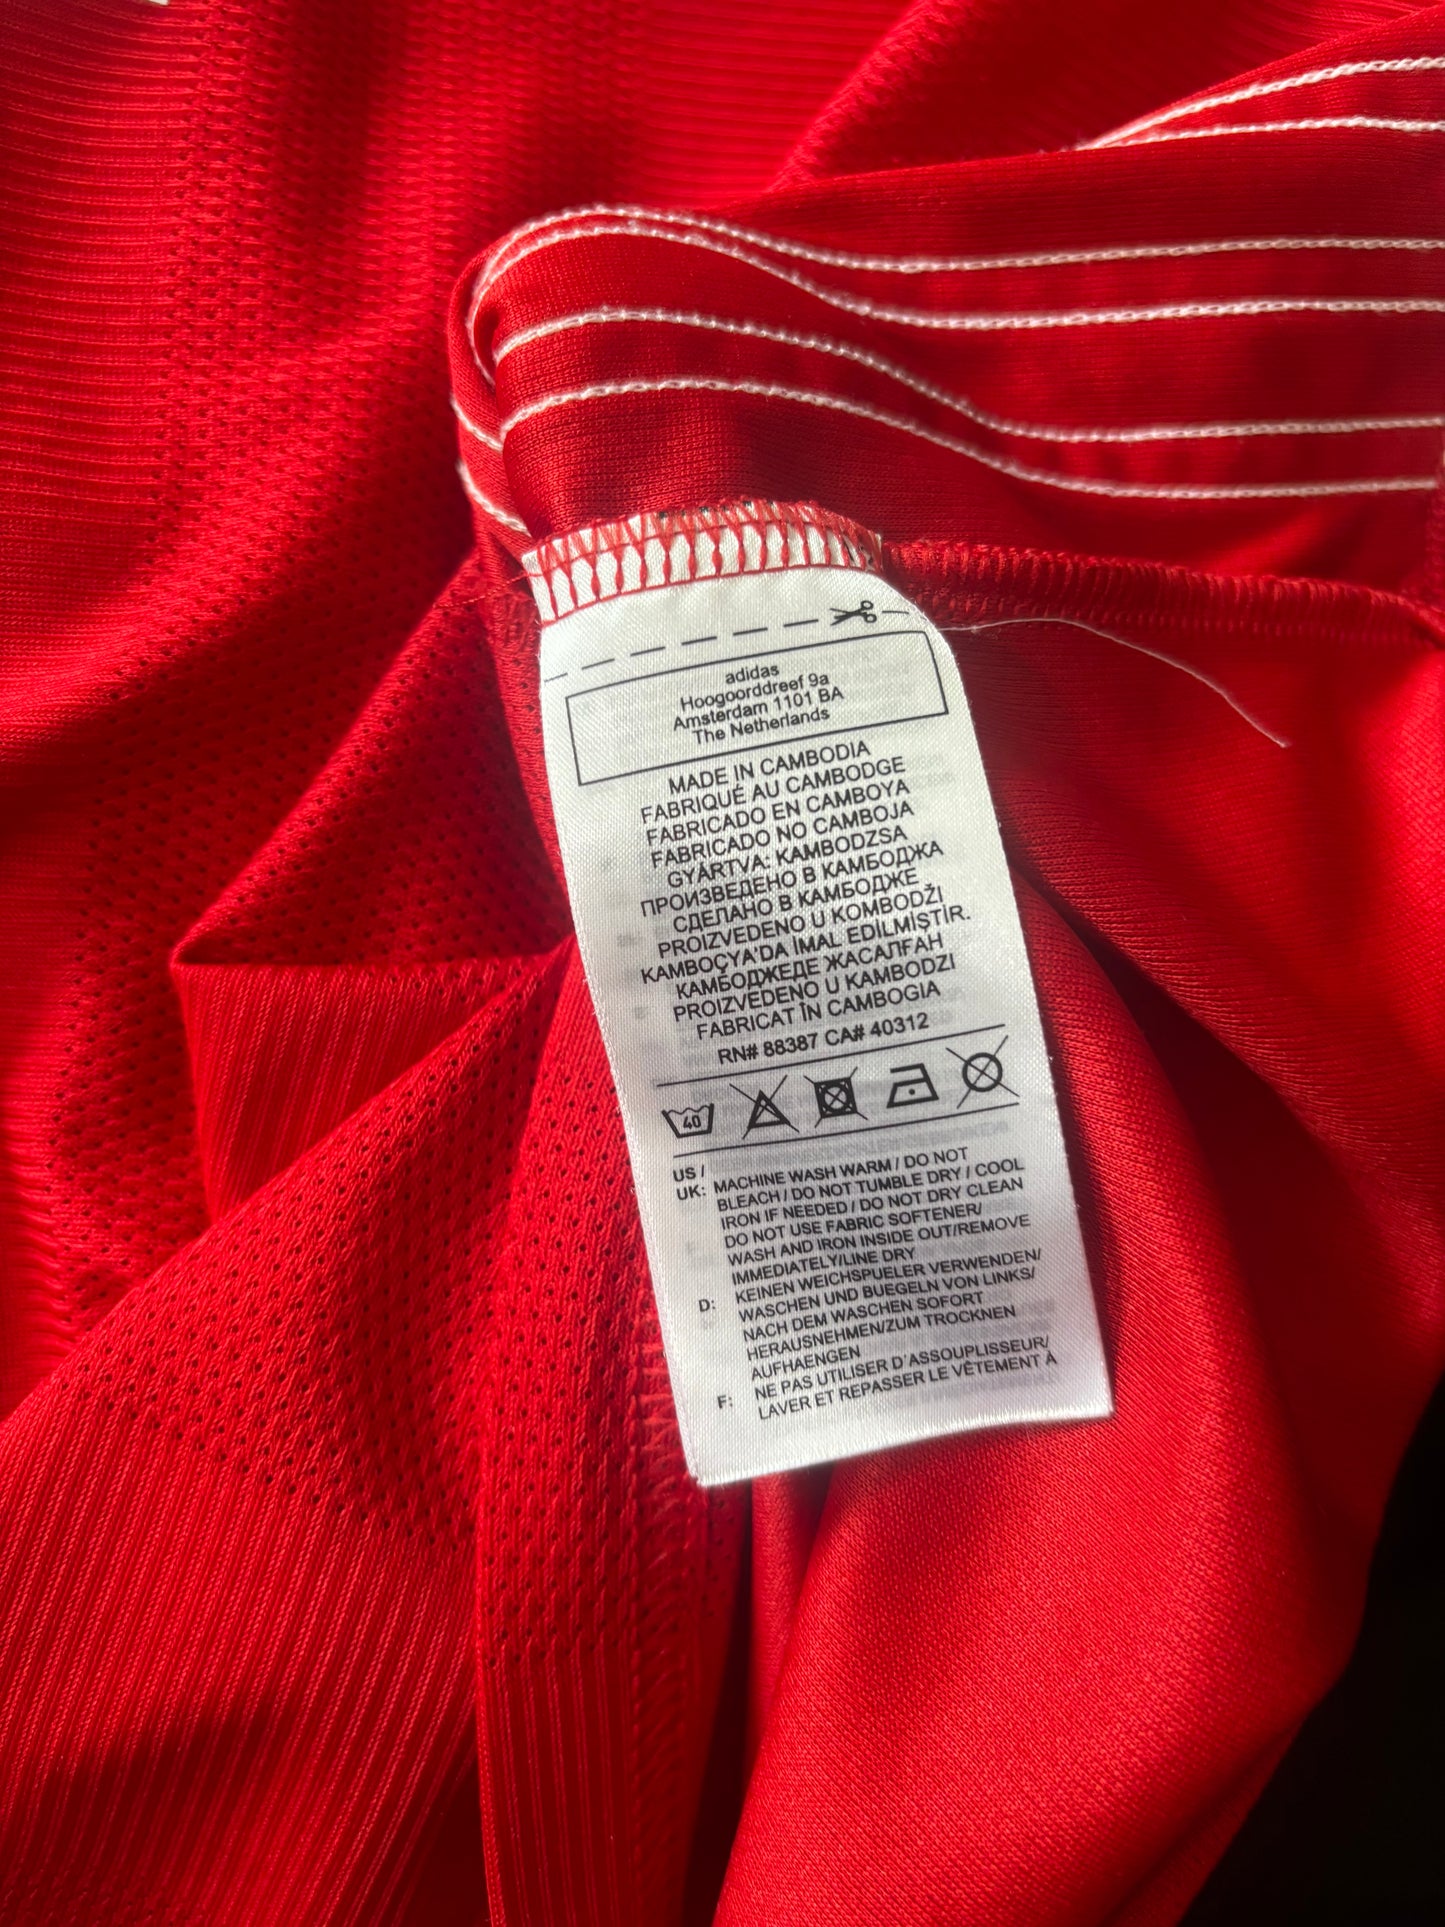 adidas
Hoogoorddreef 9a
Amsterdam 1101 BA
The Netherlands
MADE IN CAMBODIA
FABRIQUÉ AU CAMBODGE
FABRICADO EN CAMBOYA
FABRICADO NO CAMBOJA
GYÁRTVA: KAMBODZSA
ПРОИЗВЕДЕНО В КАМБОДЖА
СДЕЛАНО В КАМБОДЖЕ
PROIZVEDENO U KOMBODŽI
KAMBOÇYA'DA İMAL EDİLMİŞTİR.
КАМБОДЖЕДЕ ЖАСАЛҒАН
PROIZVEDENO U KAMBODZI
FABRICAT ÎN CAMBOGIA
RN# 88387 CA# 40312
40
US /
UK: MACHINE WASH WARM / DO NOT
BLEACH / DO NOT TUMBLE DRY / COOL
IRON IF NEEDED / DO NOT DRY CLEAN
DO NOT USE FABRIC SOFTENER/
WASH AND IRON INSIDE OUT/REMOVE
IMMEDIATELY/LINE DRY
D: KEINEN WEICHSPUELER VERWENDEN/
WASCHEN UND BUEGELN VON LINKS/
NACH DEM WASCHEN SOFORT
HERAUSNEHMEN/ZUM TROCKNEN
AUFHAENGEN
F: NE PAS UTILISER D'ASSOUPLISSEUR/
LAVER ET REPASSER LE VÊTEMENT À